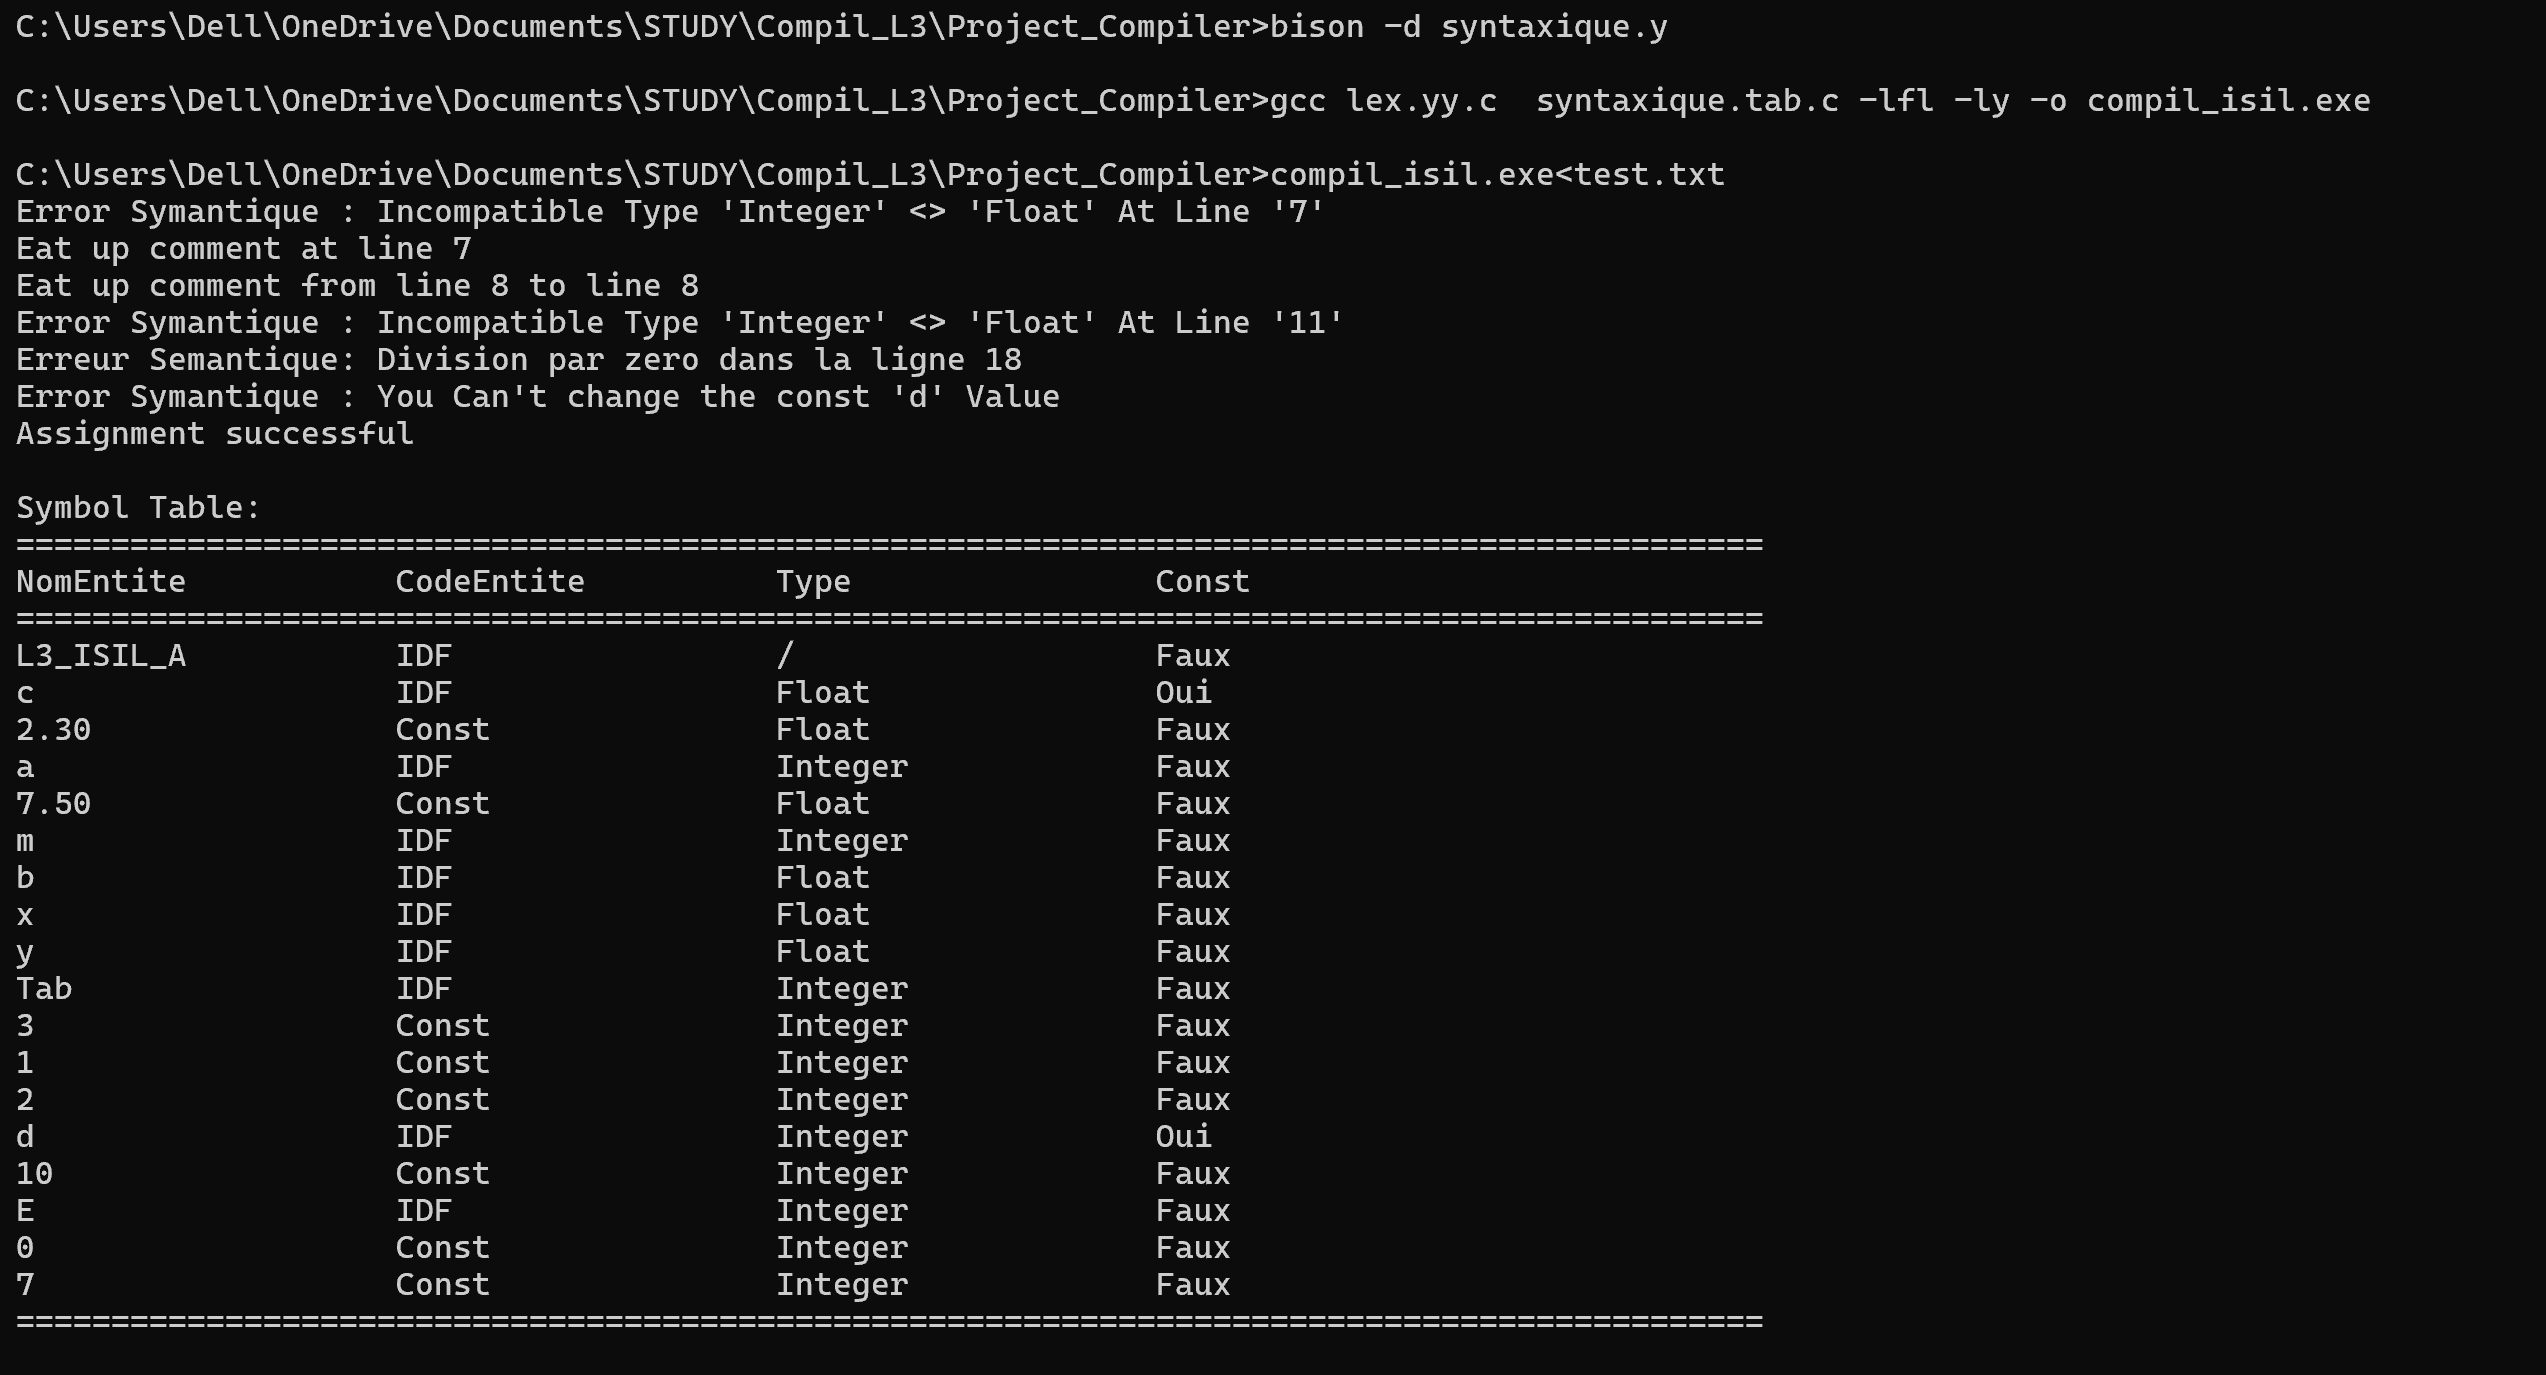 C:\Users\Dell\OneDrive\Documents\STUDY\Compil_L3\Project_Compiler>bison -d syntaxique.y
C:\Users\Dell\OneDrive\Documents\STUDY\Compil_L3\Project_Compiler>gcc lex.yy.c  syntaxique.tab.c -lfl -ly -o compil_isil.exe
C:\Users\Dell\OneDrive\Documents\STUDY\Compil_L3\Project_Compiler>compil_isil.exe<test.txt
Error Symantique : Incompatible Type 'Integer' <> 'Float' At Line '7'
Eat up comment at line 7
Eat up comment from line 8 to line 8
Error Symantique : Incompatible Type 'Integer' <> 'Float' At Line '11'
Erreur Semantique: Division par zero dans la ligne 18
Error Symantique : You Can't change the const 'd' Value
Assignment successful
Symbol Table:
============================================================================================
NomEntite           CodeEntite          Type                Const
============================================================================================
L3_ISIL_A           IDF                 /                   Faux
c                   IDF                 Float               Oui
2.30                Const               Float               Faux
a                   IDF                 Integer             Faux
7.50                Const               Float               Faux
m                   IDF                 Integer             Faux
b                   IDF                 Float               Faux
x                   IDF                 Float               Faux
y                   IDF                 Float               Faux
Tab                 IDF                 Integer             Faux
3                   Const               Integer             Faux
1                   Const               Integer             Faux
2                   Const               Integer             Faux
d                   IDF                 Integer             Oui
10                  Const               Integer             Faux
E                   IDF                 Integer             Faux
0                   Const               Integer             Faux
7                   Const               Integer             Faux
============================================================================================